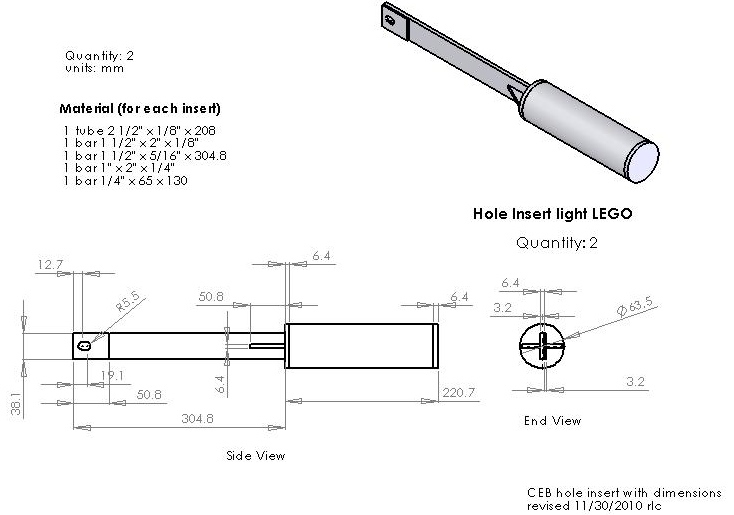 Quantity: 2
units: mm
Material (for each insert)
1 tube 2 1/2" x 1/8" x 208
1 bar 1 1/2" x 2" x 1/8"
1 bar 1 1/2" x 5/16" x 304.8
1 bar 1" x 2" x 1/4"
1 bar 1/4" x 65 x 130
Hole Insert light LEGO
Quantity: 2
12.7
R5.5
50.8
6.4
6.4
6.4
3.2
Ø63.5
38.1
19.1
50.8
6.4
304.8
220.7
3.2
Side View
End View
CEB hole insert with dimensions
revised 11/30/2010 rlc